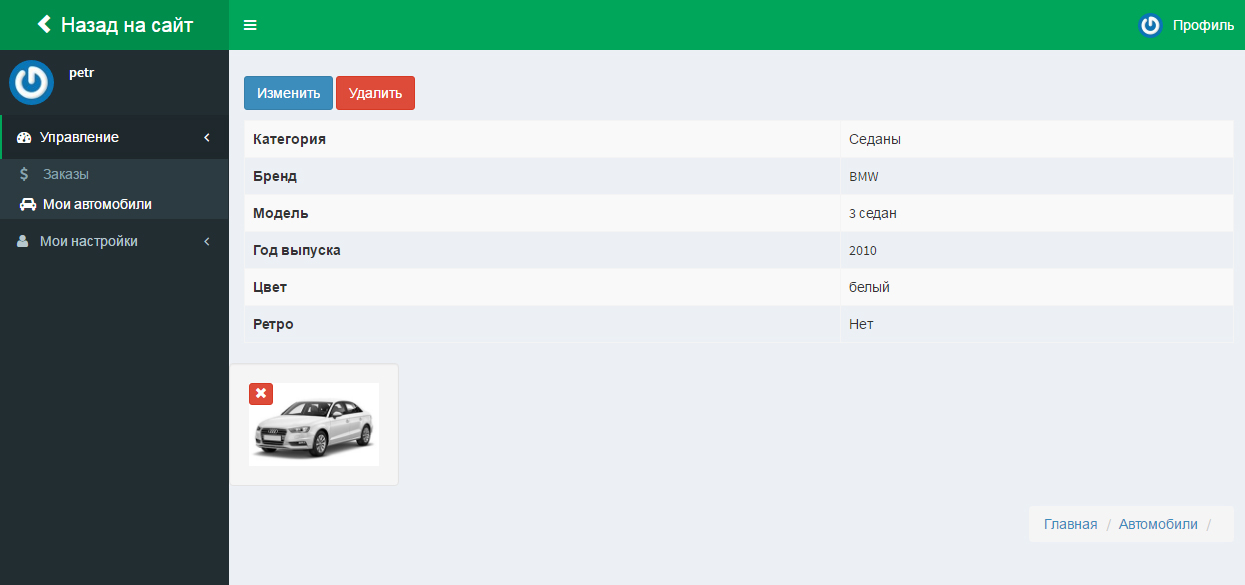 Назад на сайт
Профиль
petr
Управление
Заказы
Мои автомобили
Мои настройки
Изменить Удалить
Категория Седаны
Бренд BMW
Модель 3 седан
Год выпуска 2010
Цвет белый
Ретро Нет
Главная / Автомобили /